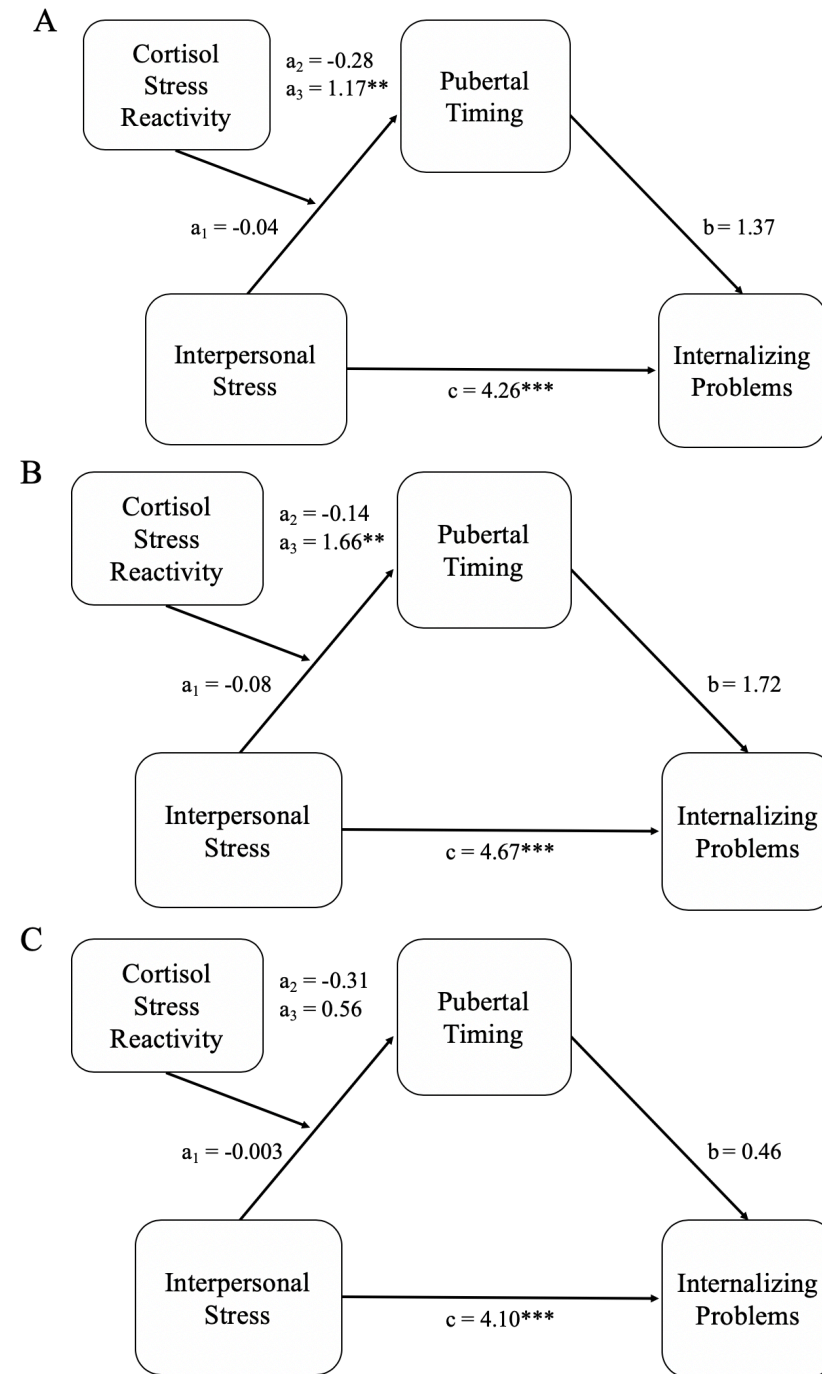 A
Cortisol
Stress
Reactivity
a₂ = -0.28
a₃ = 1.17**
Pubertal
Timing
a₁ = -0.04
b = 1.37
Interpersonal
Stress
c = 4.26***
Internalizing
Problems
B
Cortisol
Stress
Reactivity
a₂ = -0.14
a₃ = 1.66**
Pubertal
Timing
a₁ = -0.08
b = 1.72
Interpersonal
Stress
c = 4.67***
Internalizing
Problems
C
Cortisol
Stress
Reactivity
a₂ = -0.31
a₃ = 0.56
Pubertal
Timing
a₁ = -0.003
b = 0.46
Interpersonal
Stress
c = 4.10***
Internalizing
Problems